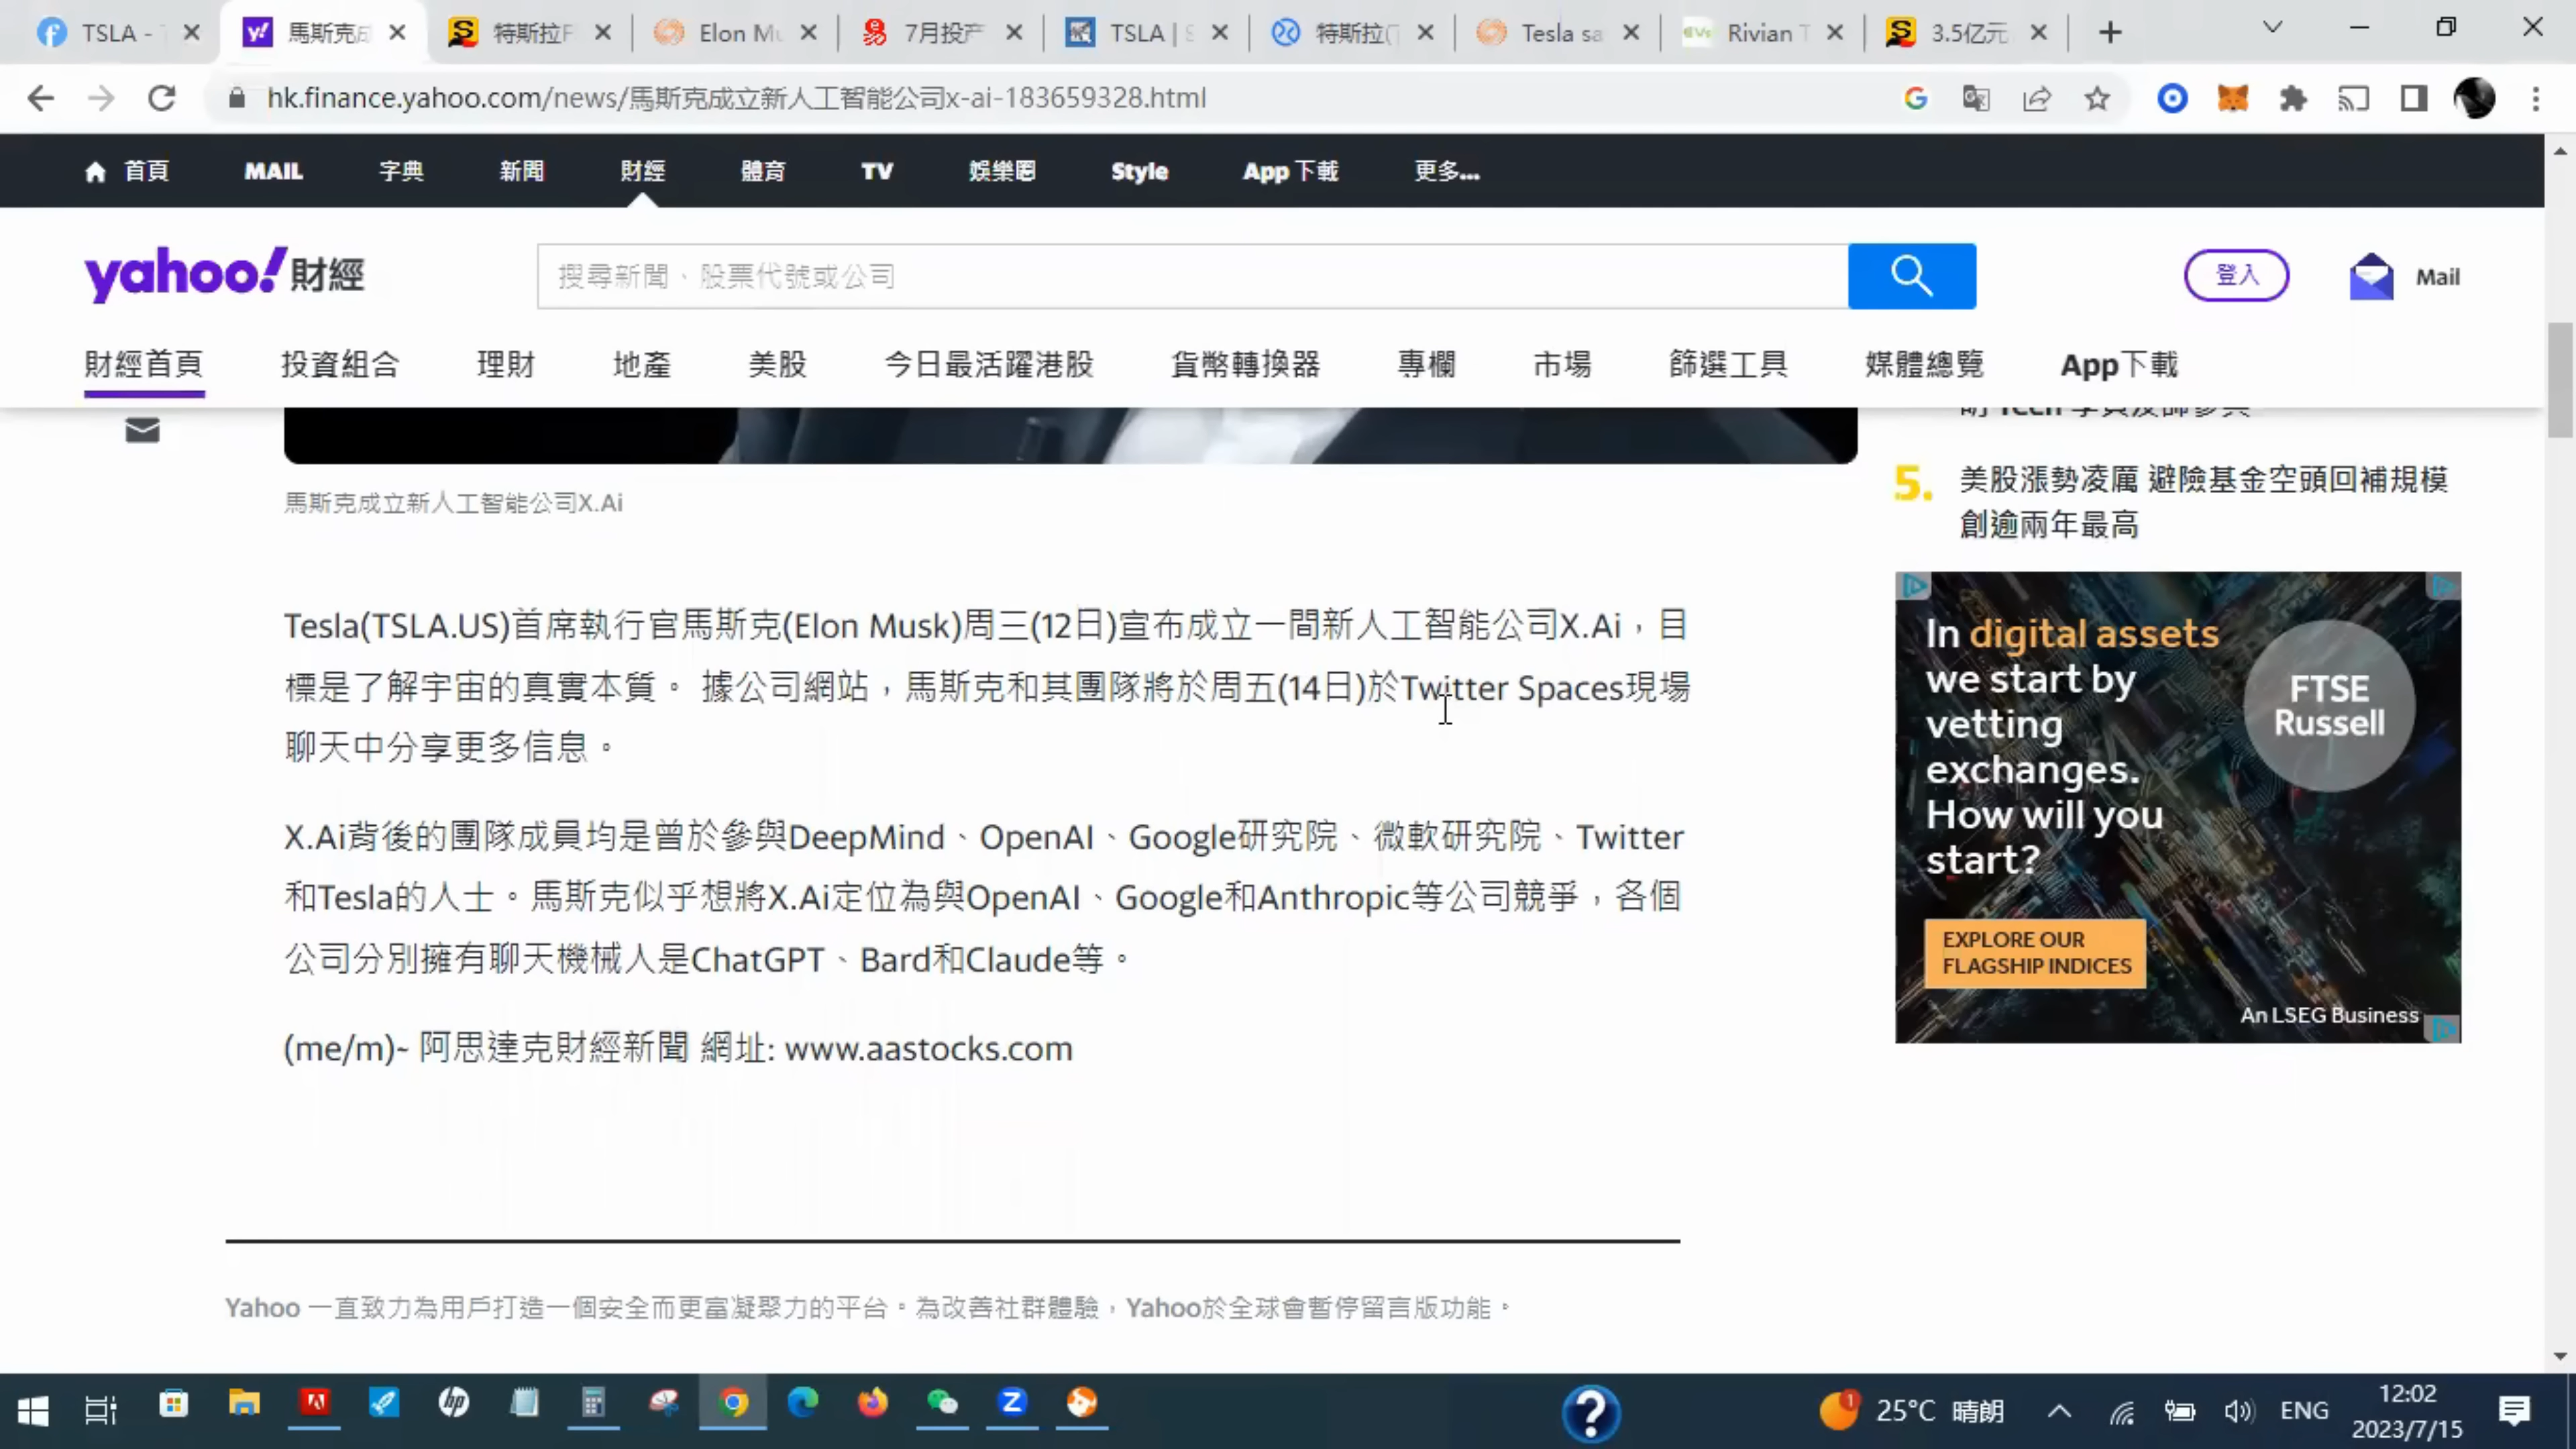 TSLA -
馬斯克成
特斯拉F
Elon Mu
7月投产
TSLA | S
特斯拉(
Tesla sa
Rivian T
3.5亿元
hk.finance.yahoo.com/news/馬斯克成立新人工智能公司x-ai-183659328.html
首頁 MAIL 字典 新聞 財經 體育 TV 娛樂圈 Style App 下載 更多...
yahoo!財經
搜尋新聞、股票代號或公司
登入
Mail
財經首頁 投資組合 理財 地產 美股 今日最活躍港股 貨幣轉換器 專欄 市場 篩選工具 媒體總覽 App下載
馬斯克成立新人工智能公司X.Ai
Tesla(TSLA.US)首席執行官馬斯克(Elon Musk)周三(12日)宣布成立一間新人工智能公司X.Ai，目
標是了解宇宙的真實本質。 據公司網站，馬斯克和其團隊將於周五(14日)於Twitter Spaces現場
聊天中分享更多信息。
X.Ai背後的團隊成員均是曾於參與DeepMind、OpenAI、Google研究院、微軟研究院、Twitter
和Tesla的人士。馬斯克似乎想將X.Ai定位為與OpenAI、Google和Anthropic等公司競爭，各個
公司分別擁有聊天機械人是ChatGPT、Bard和Claude等。
(me/m)~ 阿思達克財經新聞 網址: www.aastocks.com
5. 美股漲勢凌厲 避險基金空頭回補規模
創逾兩年最高
In digital assets
we start by
vetting
exchanges.
How will you
start?
FTSE
Russell
EXPLORE OUR
FLAGSHIP INDICES
An LSEG Business
Yahoo 一直致力為用戶打造一個安全而更富凝聚力的平台。為改善社群體驗，Yahoo於全球會暫停留言版功能。
25°C 晴朗
ENG
12:02
2023/7/15